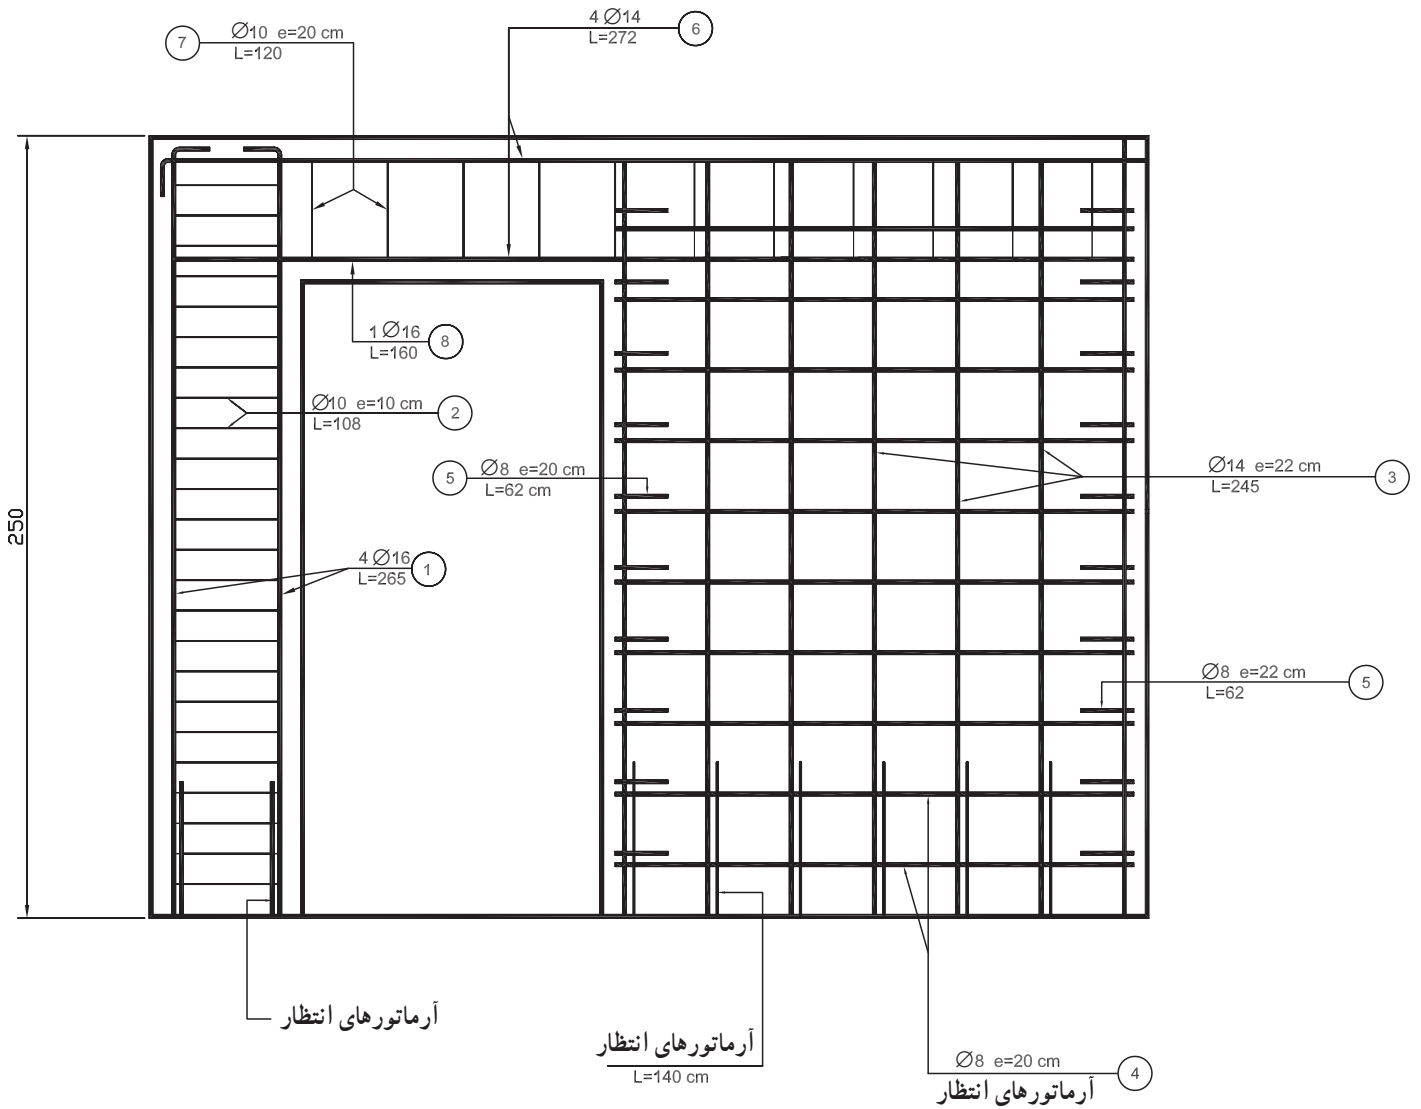 4 Ø14
L=272
6
7
Ø10 e=20 cm
L=120
1 Ø16
L=160
8
Ø10 e=10 cm
L=108
2
5
Ø8 e=20 cm
L=62 cm
Ø14 e=22 cm
L=245
3
250
4 Ø16
L=265
1
Ø8 e=22 cm
L=62
5
آرماتورهای انتظار
آرماتورهای انتظار
L=140 cm
Ø8 e=20 cm
4
آرماتورهای انتظار